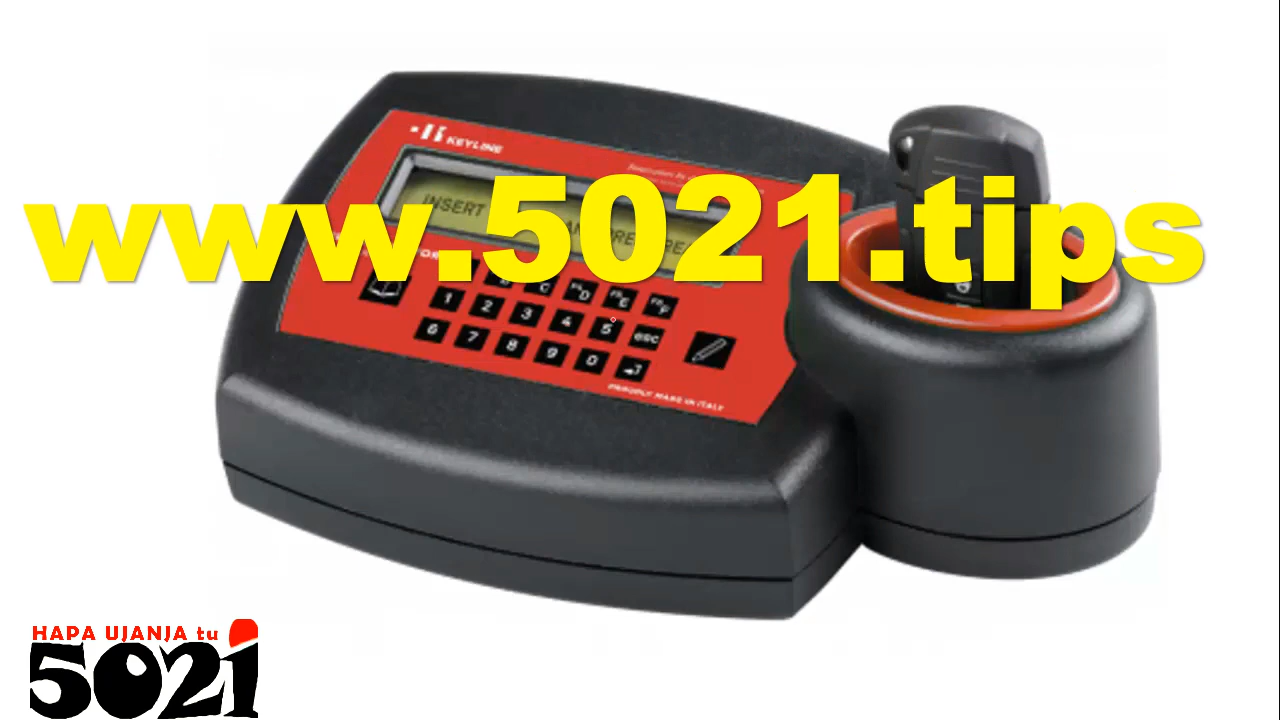 KEYLINE
www.5021.tips
INSERT
1 2 3 4 5 esc
6 7 8 9 0
PROUDLY MADE IN ITALY
HAPA UJANJA tu
5021